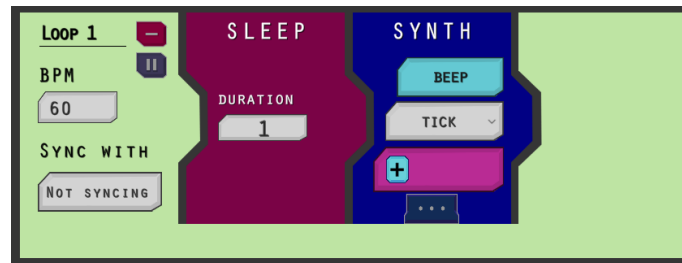 Loop 1
BPM
60
SYNC WITH
NOT SYNCING
SLEEP
DURATION
1
SYNTH
BEEP
TICK
+
...